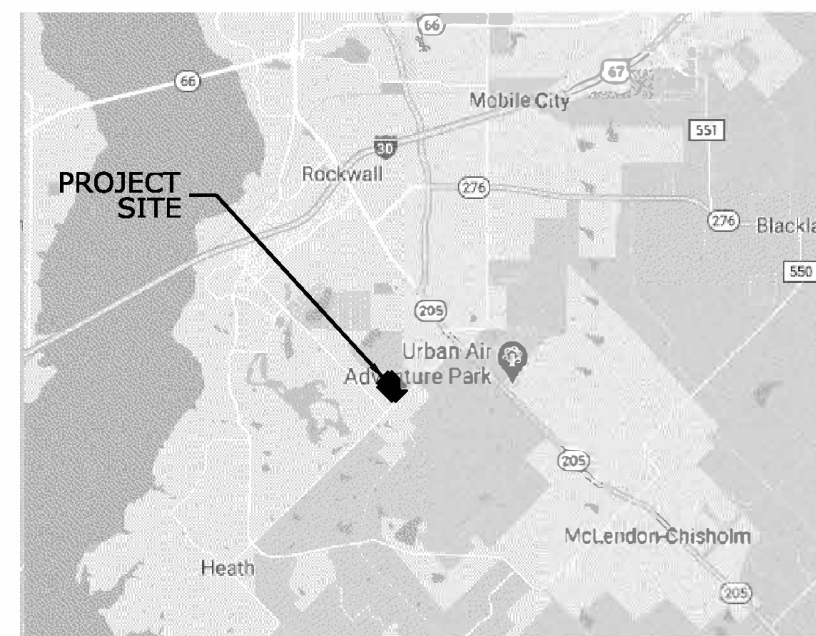 66
66
67
Mobile City
551
30
PROJECT
SITE
Rockwall
276
276
Blackla
550
205
Urban Air
Adventure Park
205
McLendon-Chisholm
Heath
205